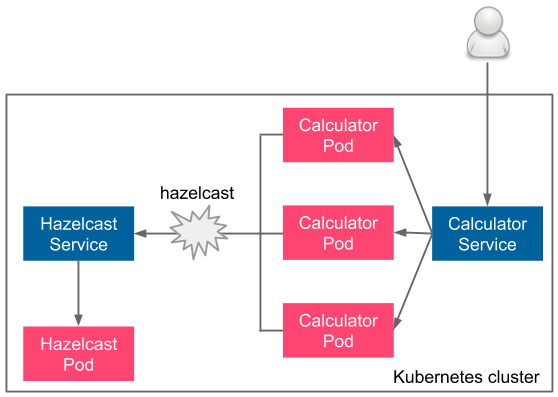 Calculator
Pod
hazelcast
Hazelcast
Service
Calculator
Pod
Calculator
Service
Calculator
Pod
Hazelcast
Pod
Kubernetes cluster